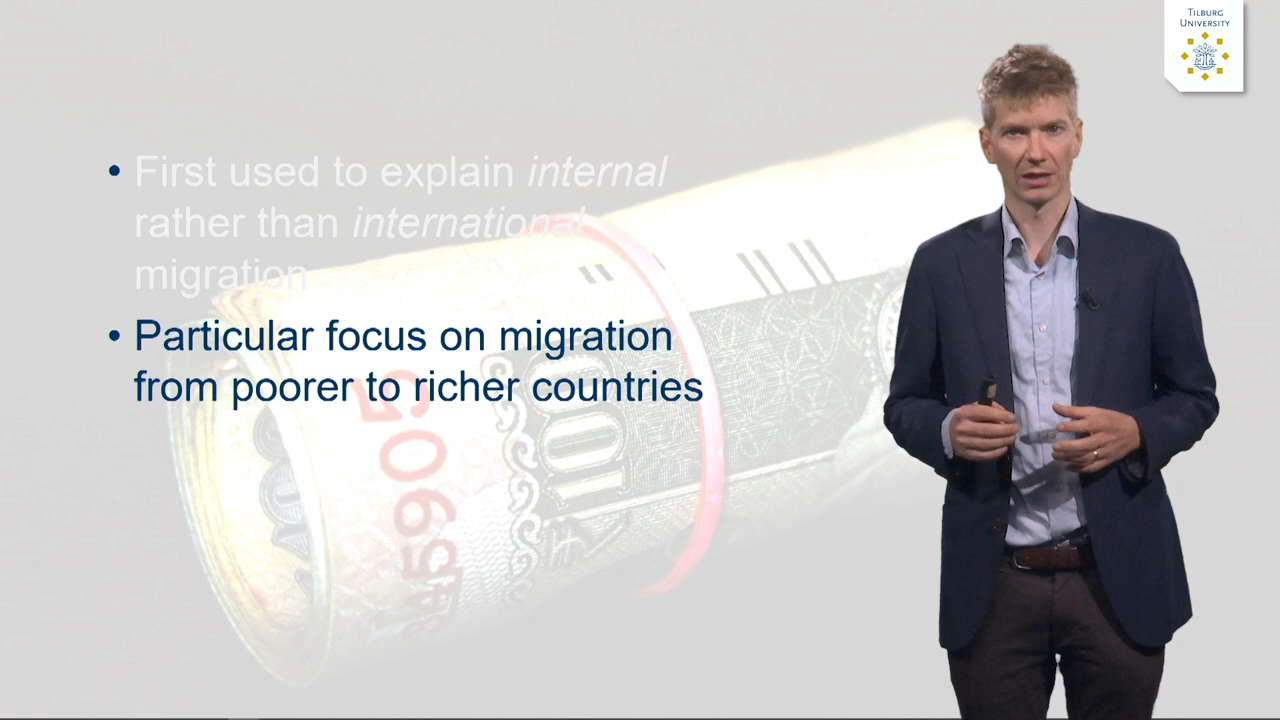 TILBURG
UNIVERSITY
• First used to explain internal
rather than international
migration
• Particular focus on migration
from poorer to richer countries
100